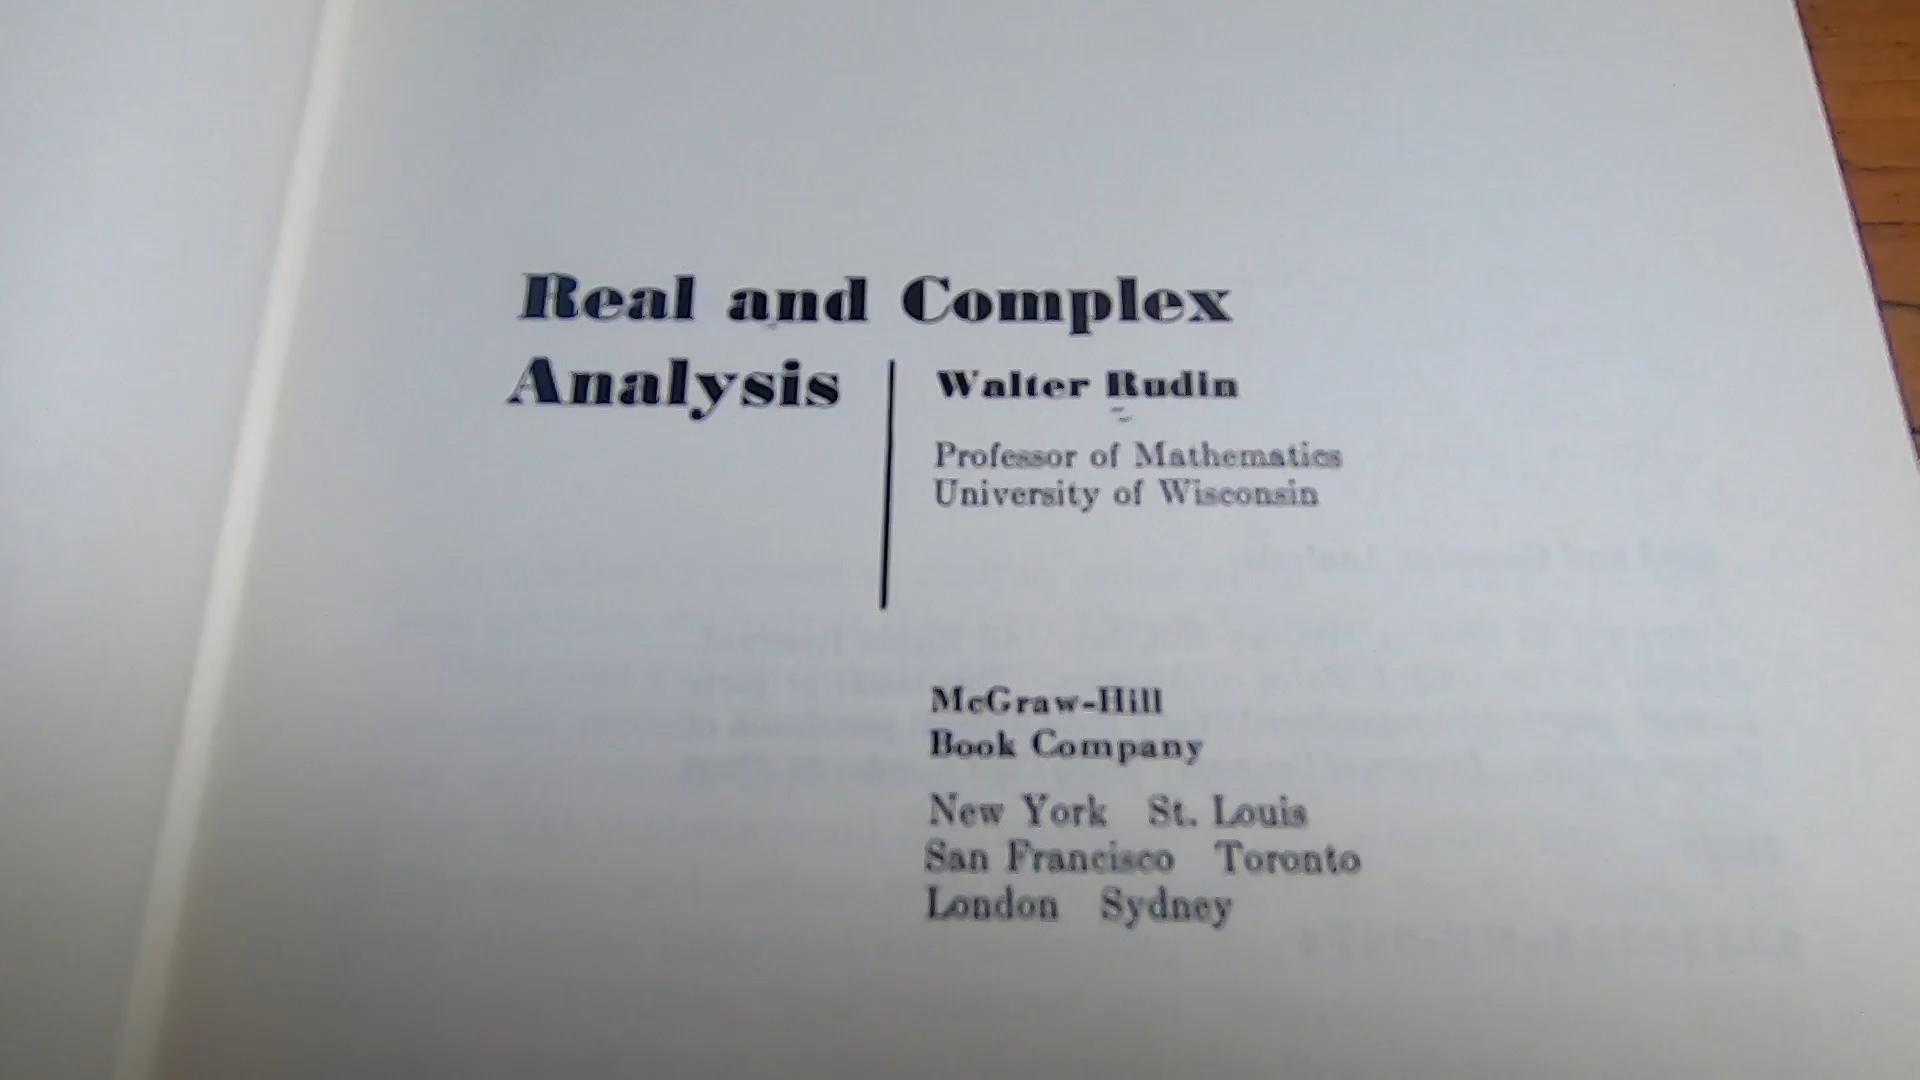 Real and Complex
Analysis
Walter Rudin
Professor of Mathematics
University of Wisconsin
McGraw-Hill
Book Company
New York St. Louis
San Francisco Toronto
London Sydney